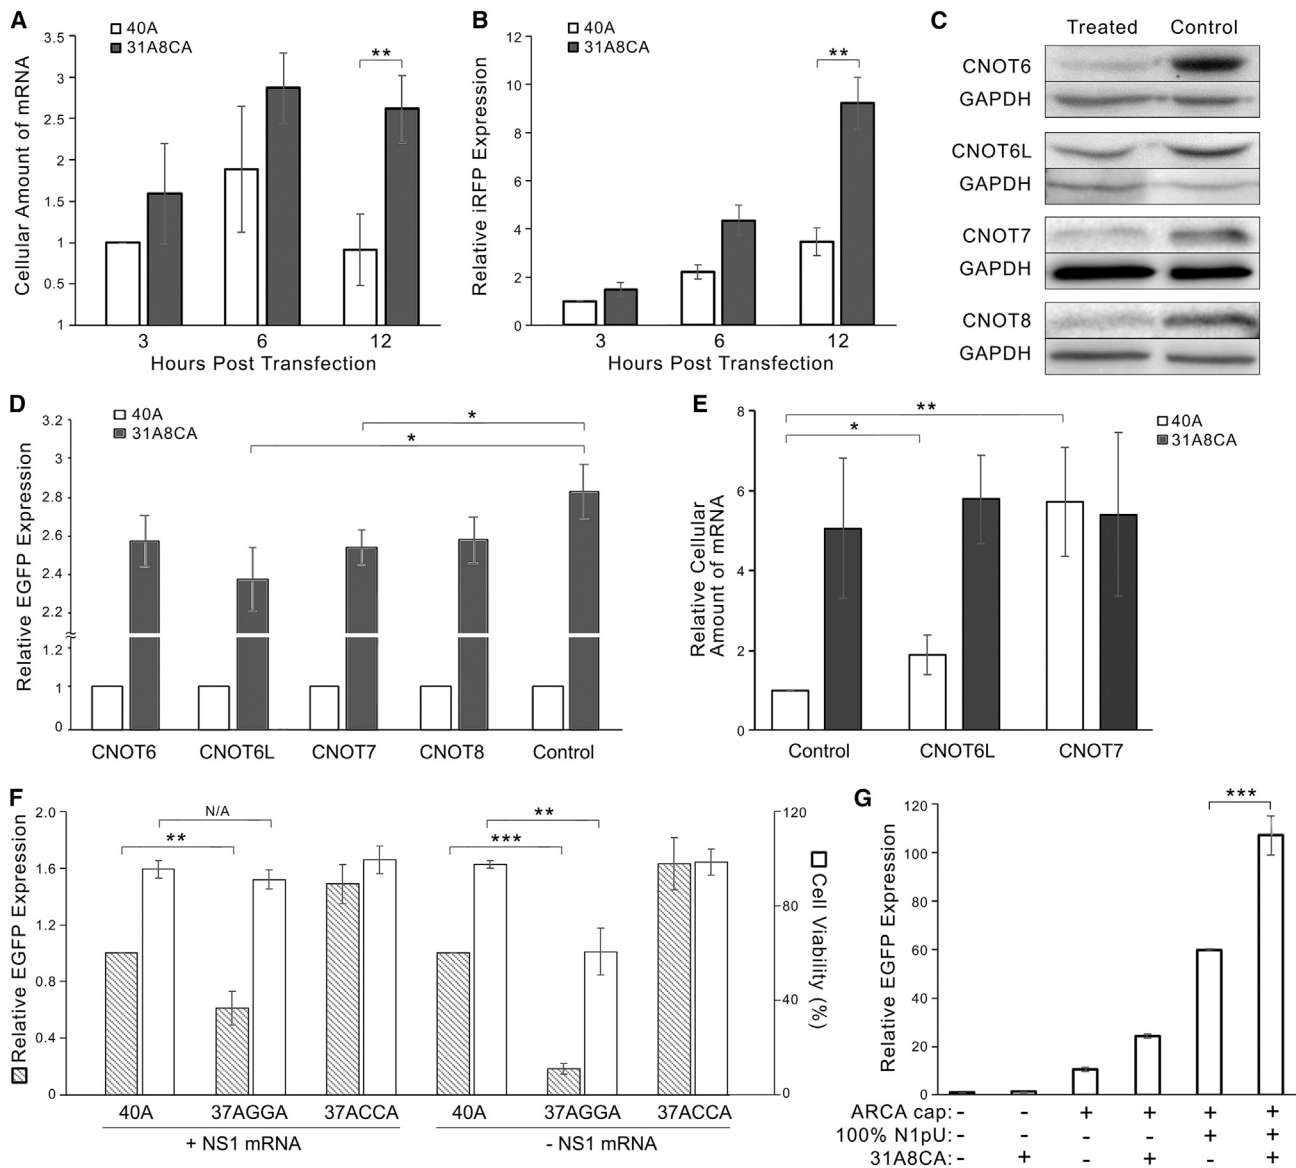 A
40A
31A8CA
Cellular Amount of mRNA
3.5
3
2.5
2
1.5
1
0.5
1
**
3 6 12
Hours Post Transfection
B
40A
31A8CA
Relative iRFP Expression
12
10
8
6
4
2
0
**
3 6 12
Hours Post Transfection
C
Treated Control
CNOT6
GAPDH
CNOT6L
GAPDH
CNOT7
GAPDH
CNOT8
GAPDH
D
40A
31A8CA
Relative EGFP Expression
3.2
3
2.8
2.6
2.4
2.2
≈
1.2
1
0
*
*
CNOT6 CNOT6L CNOT7 CNOT8 Control
E
40A
31A8CA
Relative Cellular
Amount of mRNA
8
6
4
2
0
**
*
Control CNOT6L CNOT7
F
Relative EGFP Expression
2.0
1.6
1.2
0.8
0.4
0
N/A
**
**
***
120
80
40
0
Cell Viability (%)
40A 37AGGA 37ACCA 40A 37AGGA 37ACCA
+ NS1 mRNA - NS1 mRNA
G
Relative EGFP Expression
120
100
80
60
40
20
0
***
ARCA cap: - - + + + +
100% N1pU: - - - - + +
31A8CA: - + - + - +